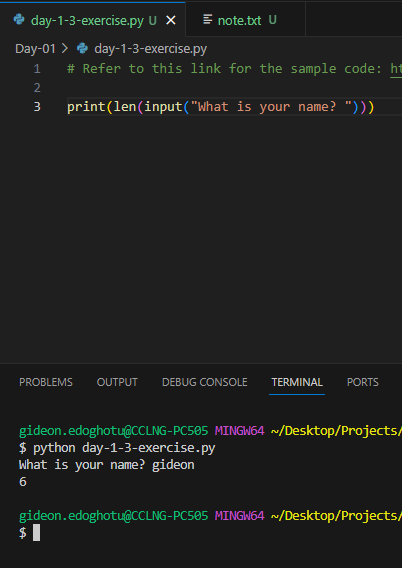 day-1-3-exercise.py U × note.txt U
Day-01 > day-1-3-exercise.py
1 # Refer to this link for the sample code:
2
3 print(len(input("What is your name? ")))
PROBLEMS OUTPUT DEBUG CONSOLE TERMINAL PORTS
gideon.edoghotu@CCLNG-PC505 MINGW64 ~/Desktop/Projects/
$ python day-1-3-exercise.py
What is your name? gideon
6
gideon.edoghotu@CCLNG-PC505 MINGW64 ~/Desktop/Projects/
$